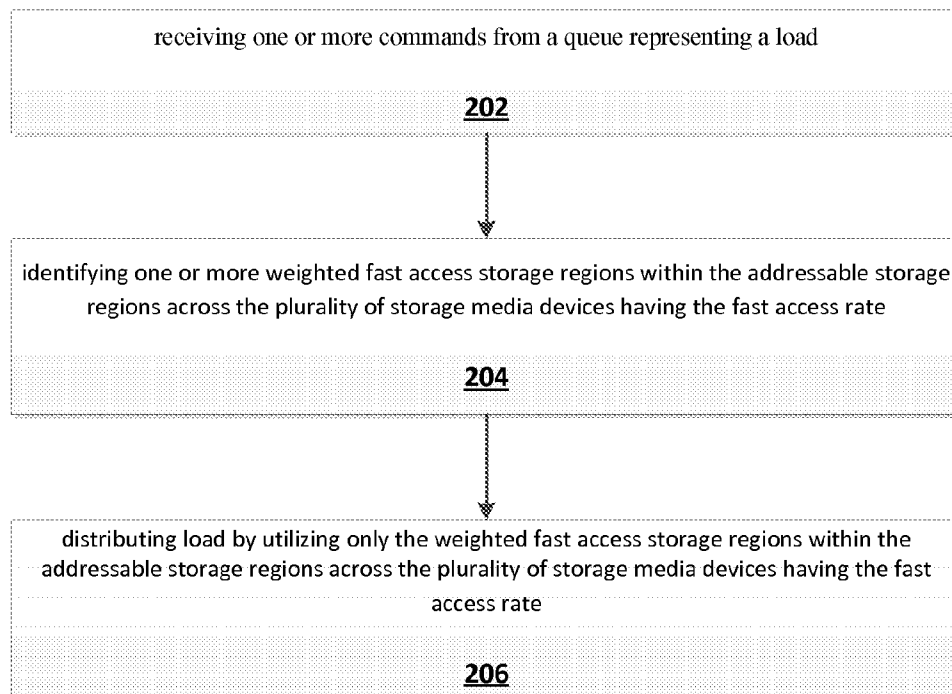 receiving one or more commands from a queue representing a load
202
identifying one or more weighted fast access storage regions within the addressable storage
regions across the plurality of storage media devices having the fast access rate
204
distributing load by utilizing only the weighted fast access storage regions within the
addressable storage regions across the plurality of storage media devices having the fast
access rate
206